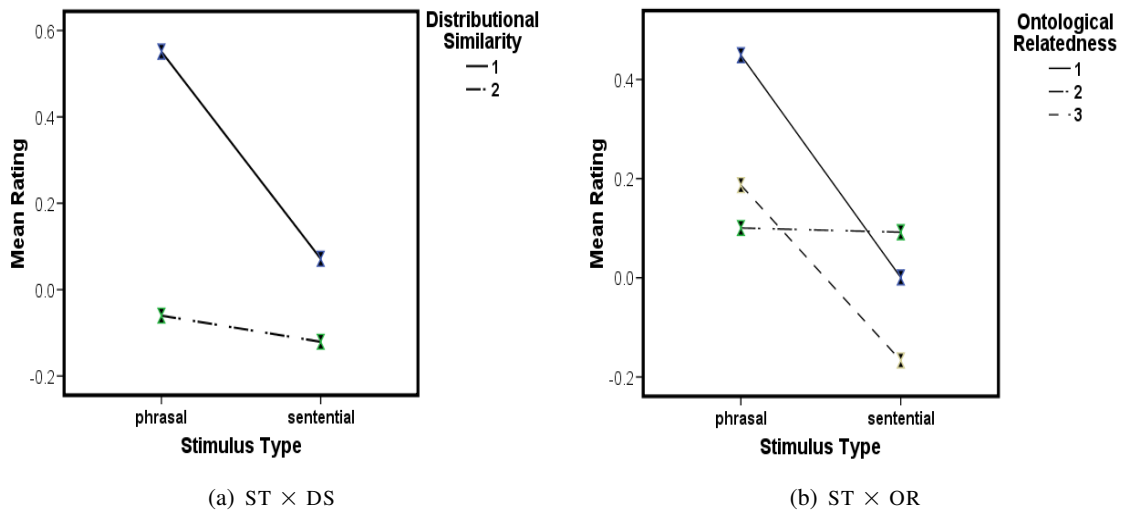 Distributional
Similarity
1
2
0.6
0.4
0.2
0.0
-0.2
Mean Rating
phrasal
sentential
Stimulus Type
(a) ST × DS
Ontological
Relatedness
1
2
3
0.4
0.2
0.0
-0.2
Mean Rating
phrasal
sentential
Stimulus Type
(b) ST × OR